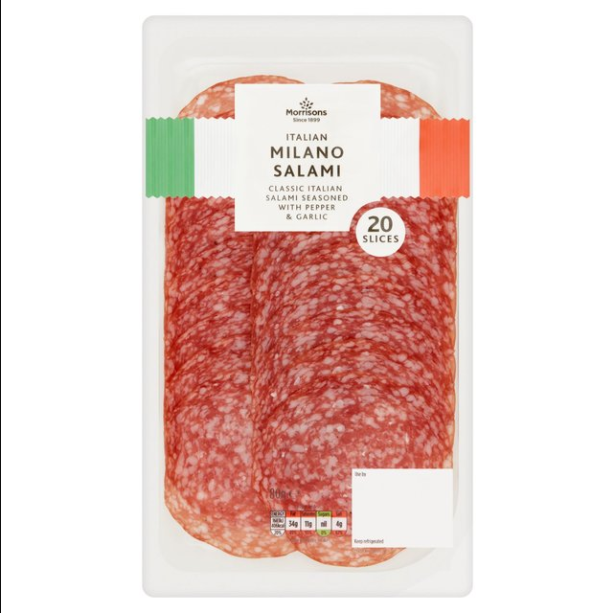 Morrisons
Since 1899
ITALIAN
MILANO
SALAMI
CLASSIC ITALIAN
SALAMI SEASONED
WITH PEPPER
& GARLIC
20
SLICES
Use by
34g 11g nil 4g
Keep refrigerated